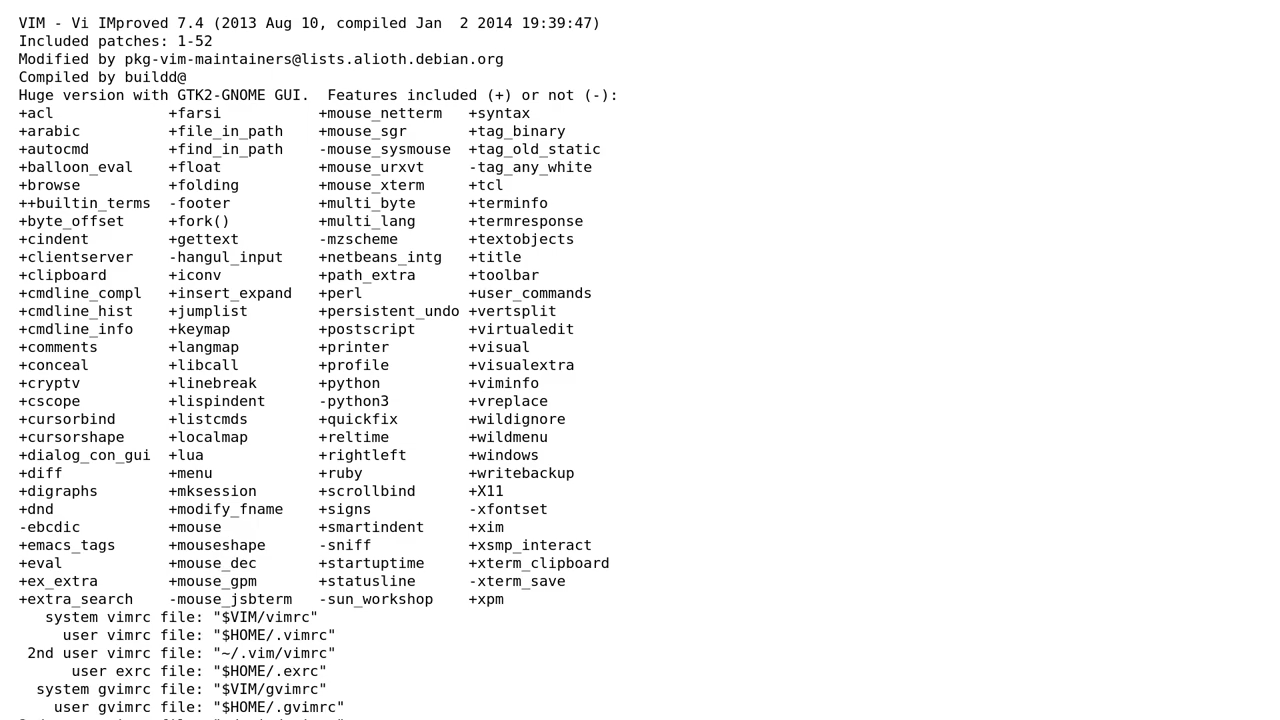 VIM - Vi IMproved 7.4 (2013 Aug 10, compiled Jan  2 2014 19:39:47)
Included patches: 1-52
Modified by pkg-vim-maintainers@lists.alioth.debian.org
Compiled by buildd@
Huge version with GTK2-GNOME GUI.  Features included (+) or not (-):
+acl             +farsi           +mouse_netterm   +syntax
+arabic          +file_in_path    +mouse_sgr       +tag_binary
+autocmd         +find_in_path    -mouse_sysmouse  +tag_old_static
+balloon_eval    +float           +mouse_urxvt     -tag_any_white
+browse          +folding         +mouse_xterm     +tcl
++builtin_terms  -footer          +multi_byte      +terminfo
+byte_offset     +fork()          +multi_lang      +termresponse
+cindent         +gettext         -mzscheme        +textobjects
+clientserver    -hangul_input    +netbeans_intg   +title
+clipboard       +iconv           +path_extra      +toolbar
+cmdline_compl   +insert_expand   +perl            +user_commands
+cmdline_hist    +jumplist        +persistent_undo +vertsplit
+cmdline_info    +keymap          +postscript      +virtualedit
+comments        +langmap         +printer         +visual
+conceal         +libcall         +profile         +visualextra
+cryptv          +linebreak       +python          +viminfo
+cscope          +lispindent      -python3         +vreplace
+cursorbind      +listcmds        +quickfix        +wildignore
+cursorshape     +localmap        +reltime         +wildmenu
+dialog_con_gui  +lua             +rightleft       +windows
+diff            +menu            +ruby            +writebackup
+digraphs        +mksession       +scrollbind      +X11
+dnd             +modify_fname    +signs           -xfontset
-ebcdic          +mouse           +smartindent     +xim
+emacs_tags      +mouseshape      -sniff           +xsmp_interact
+eval            +mouse_dec       +startuptime     +xterm_clipboard
+ex_extra        +mouse_gpm       +statusline      -xterm_save
+extra_search    -mouse_jsbterm   -sun_workshop    +xpm
   system vimrc file: "$VIM/vimrc"
     user vimrc file: "$HOME/.vimrc"
 2nd user vimrc file: "~/.vim/vimrc"
      user exrc file: "$HOME/.exrc"
  system gvimrc file: "$VIM/gvimrc"
    user gvimrc file: "$HOME/.gvimrc"